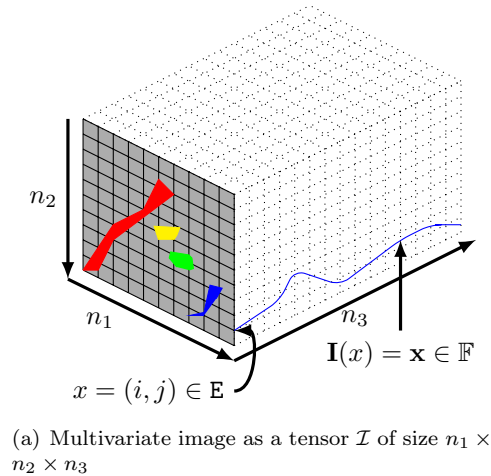 n₂
n₁
n₃
I(x) = x ∈ 𝔽
x = (i, j) ∈ E
(a) Multivariate image as a tensor ℐ of size n₁ ×
n₂ × n₃